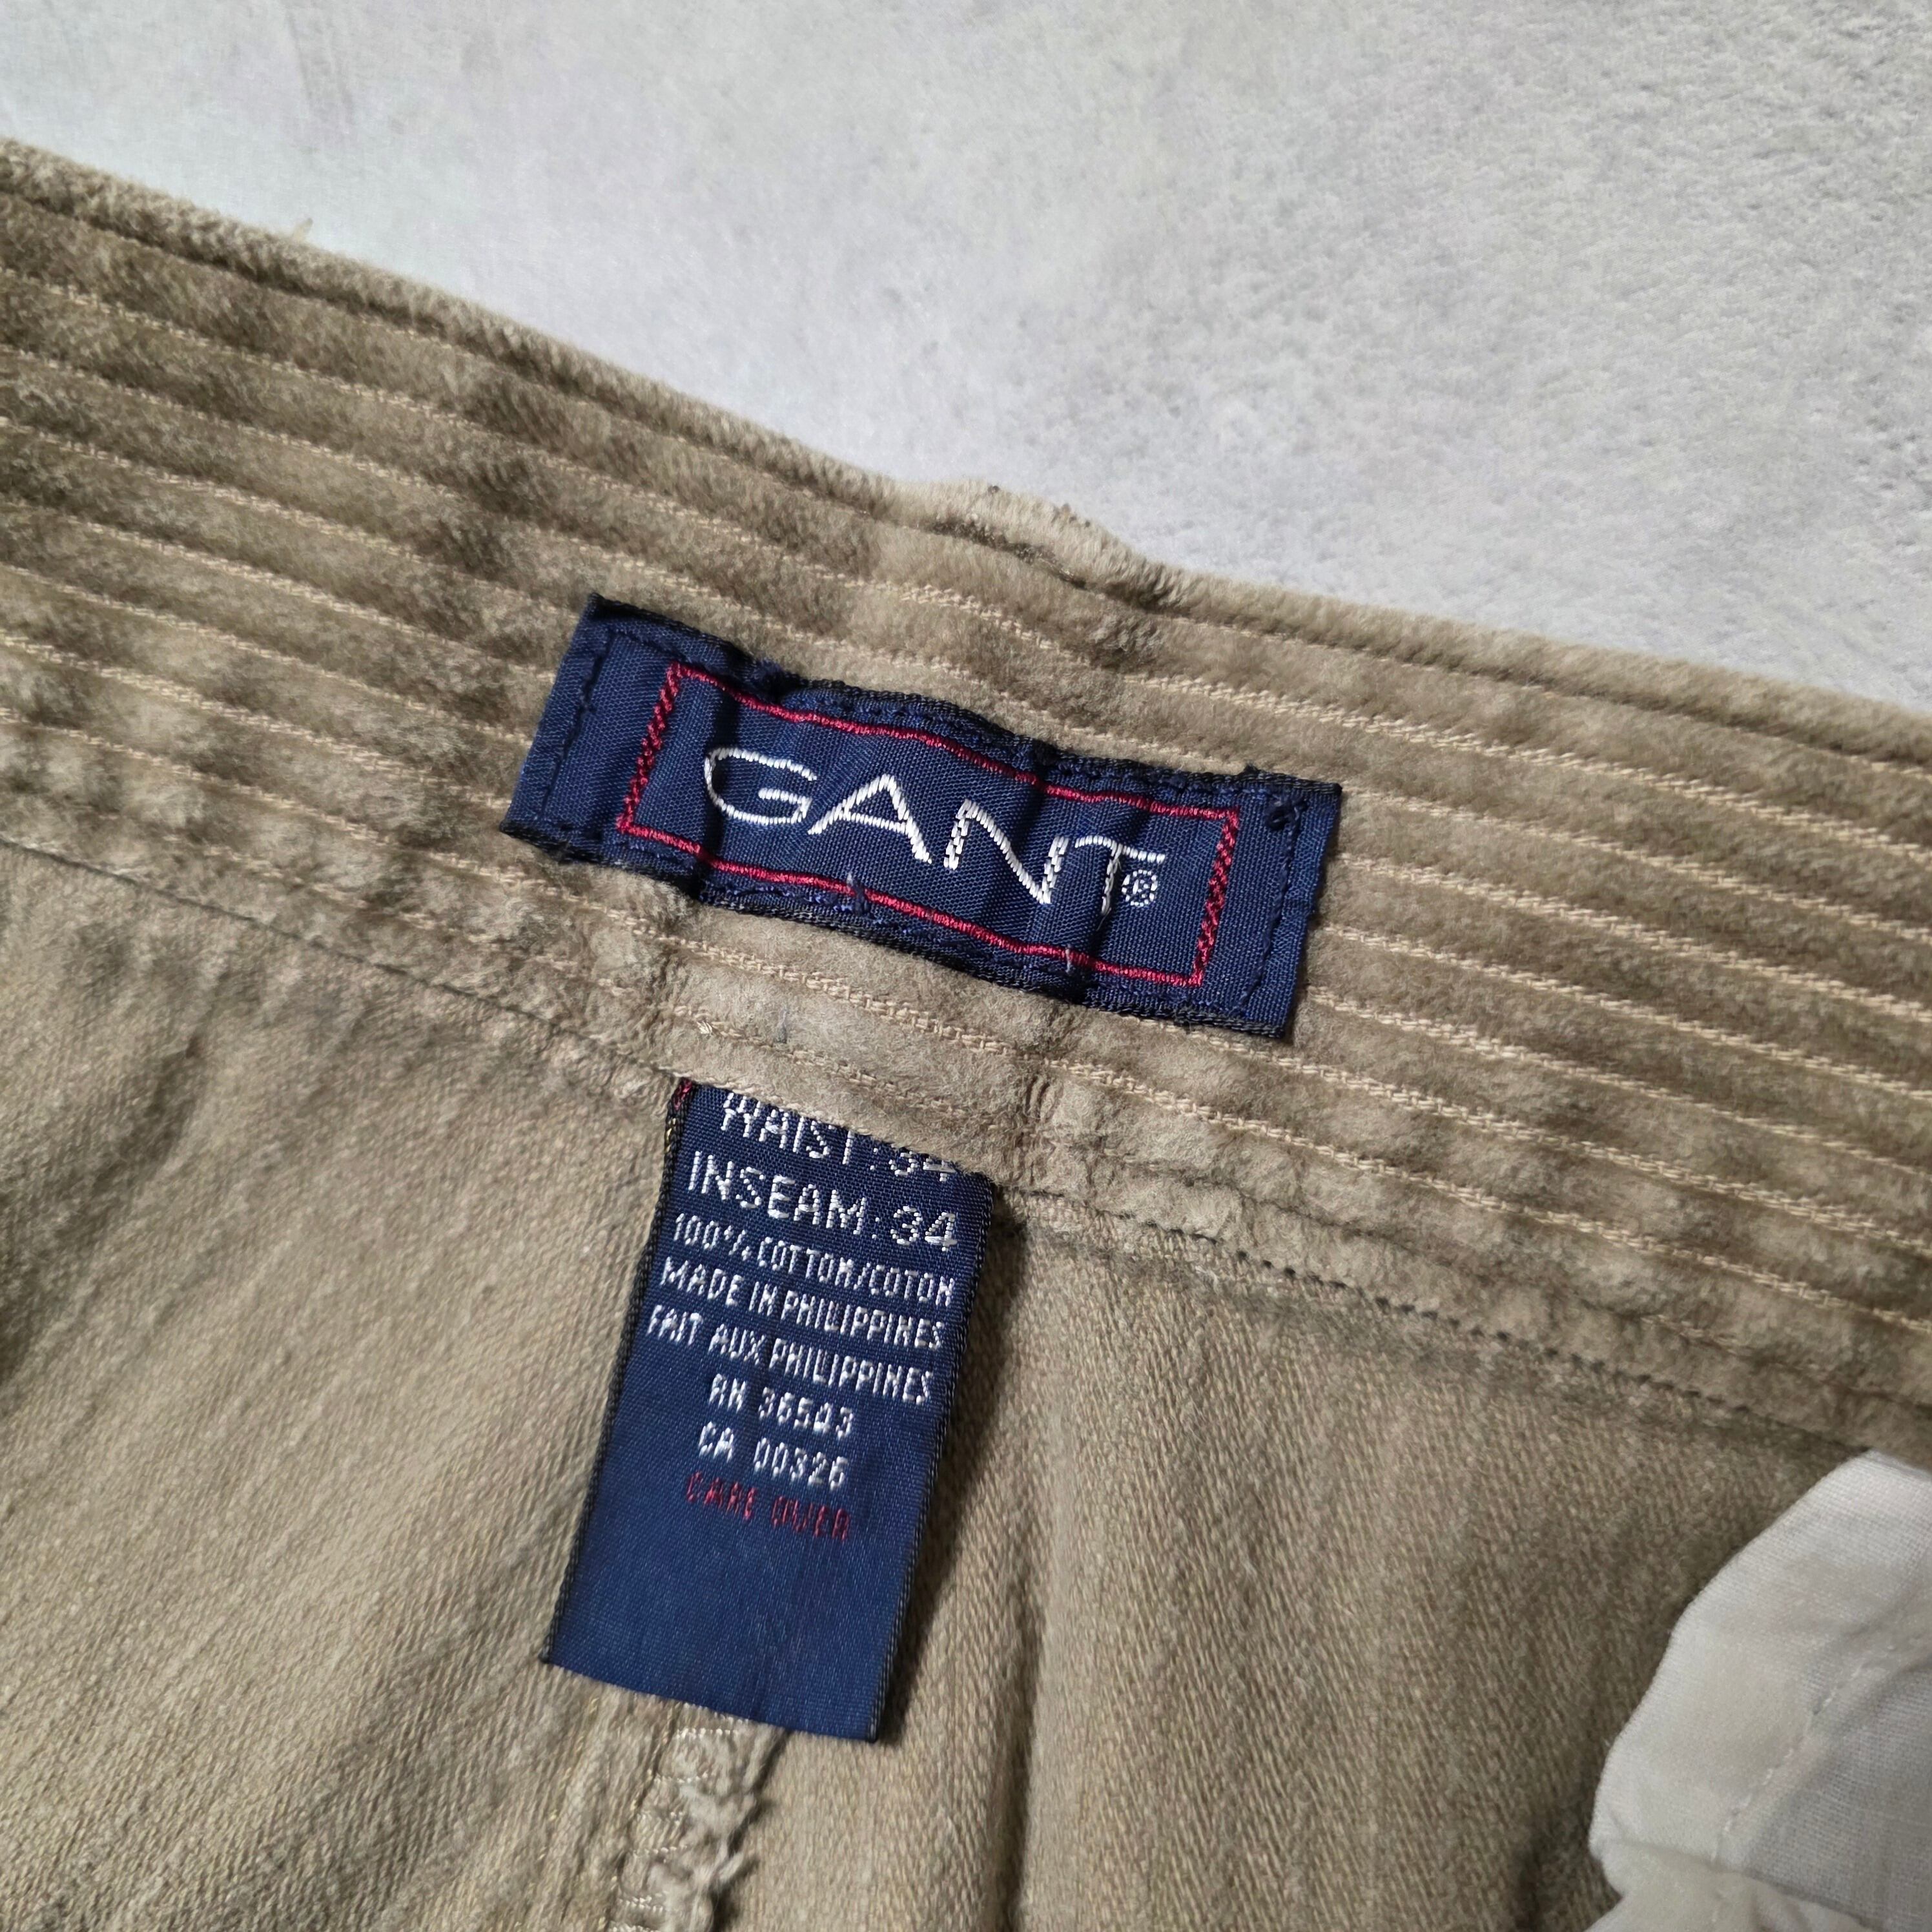 GANT®
WAIST:34
INSEAM:34
100% COTTON/COTON
MADE IN PHILIPPINES
FAIT AUX PHILIPPINES
RN 36503
CA 00326
CARE OVER